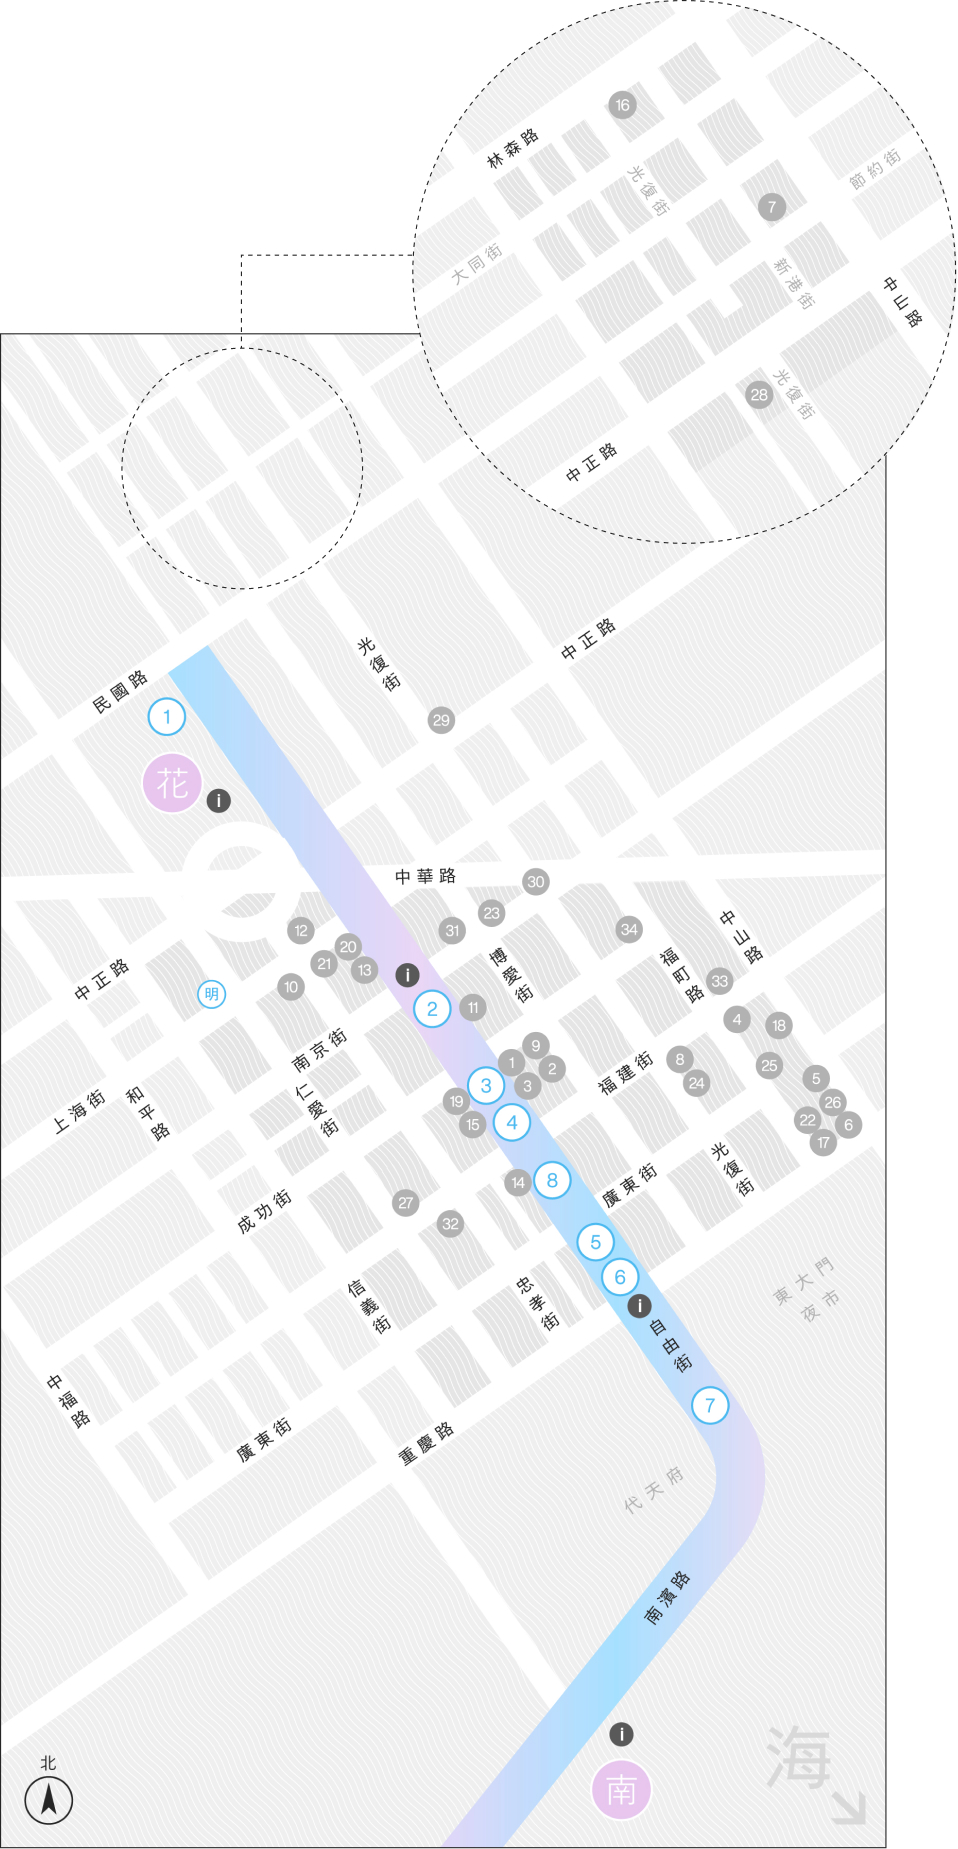 16
林森路
光復街
節約街
7
大同街
新港街
中山路
28
光復街
中正路
光復街
中正路
民國路
1
29
花
i
中華路
30
23
12
31
34
20
中山路
21
13
i
博愛街
福町路
33
中正路
明
10
2
11
4
18
南京街
9
1
2
8
25
3
3
福建街
24
5
仁愛街
上海街
和平路
19
15
4
26
22
6
17
光復街
14
8
廣東街
成功街
27
32
5
6
東大門
夜市
信義街
忠孝街
i
自由街
中福路
7
廣東街
重慶路
代天府
南濱路
i
海
北
南